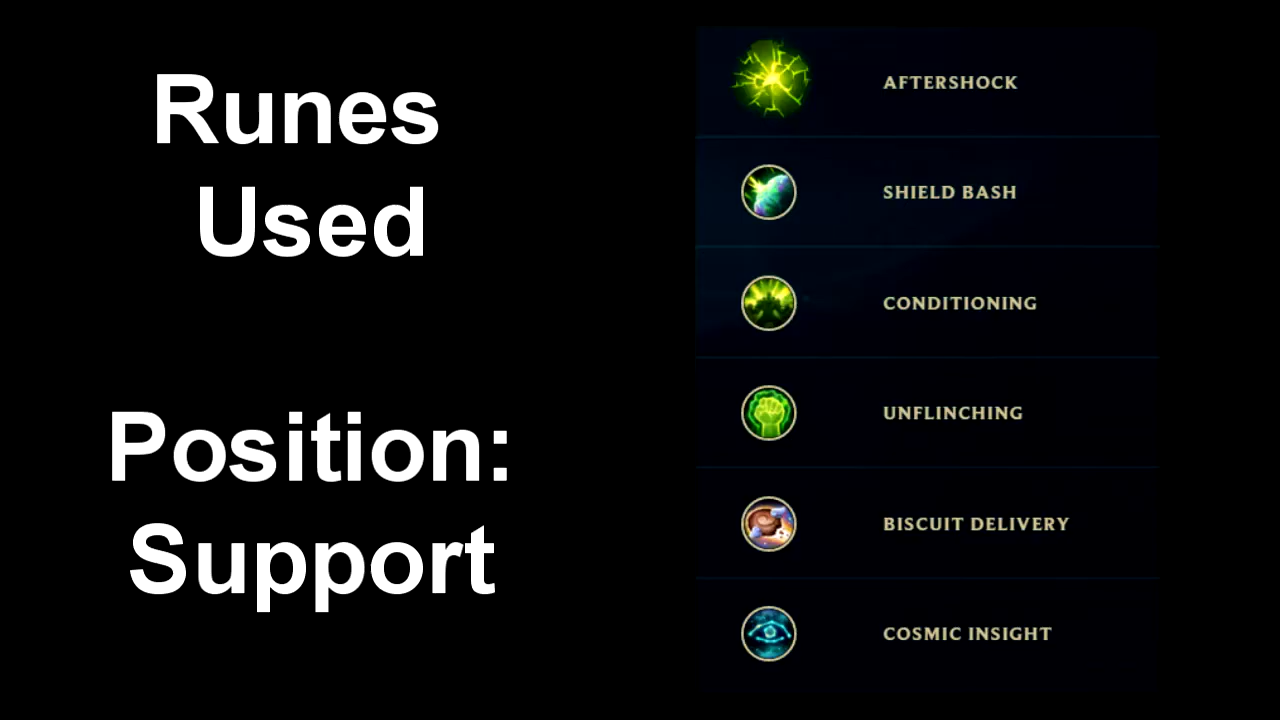 Runes
Used
Position:
Support
AFTERSHOCK
SHIELD BASH
CONDITIONING
UNFLINCHING
BISCUIT DELIVERY
COSMIC INSIGHT